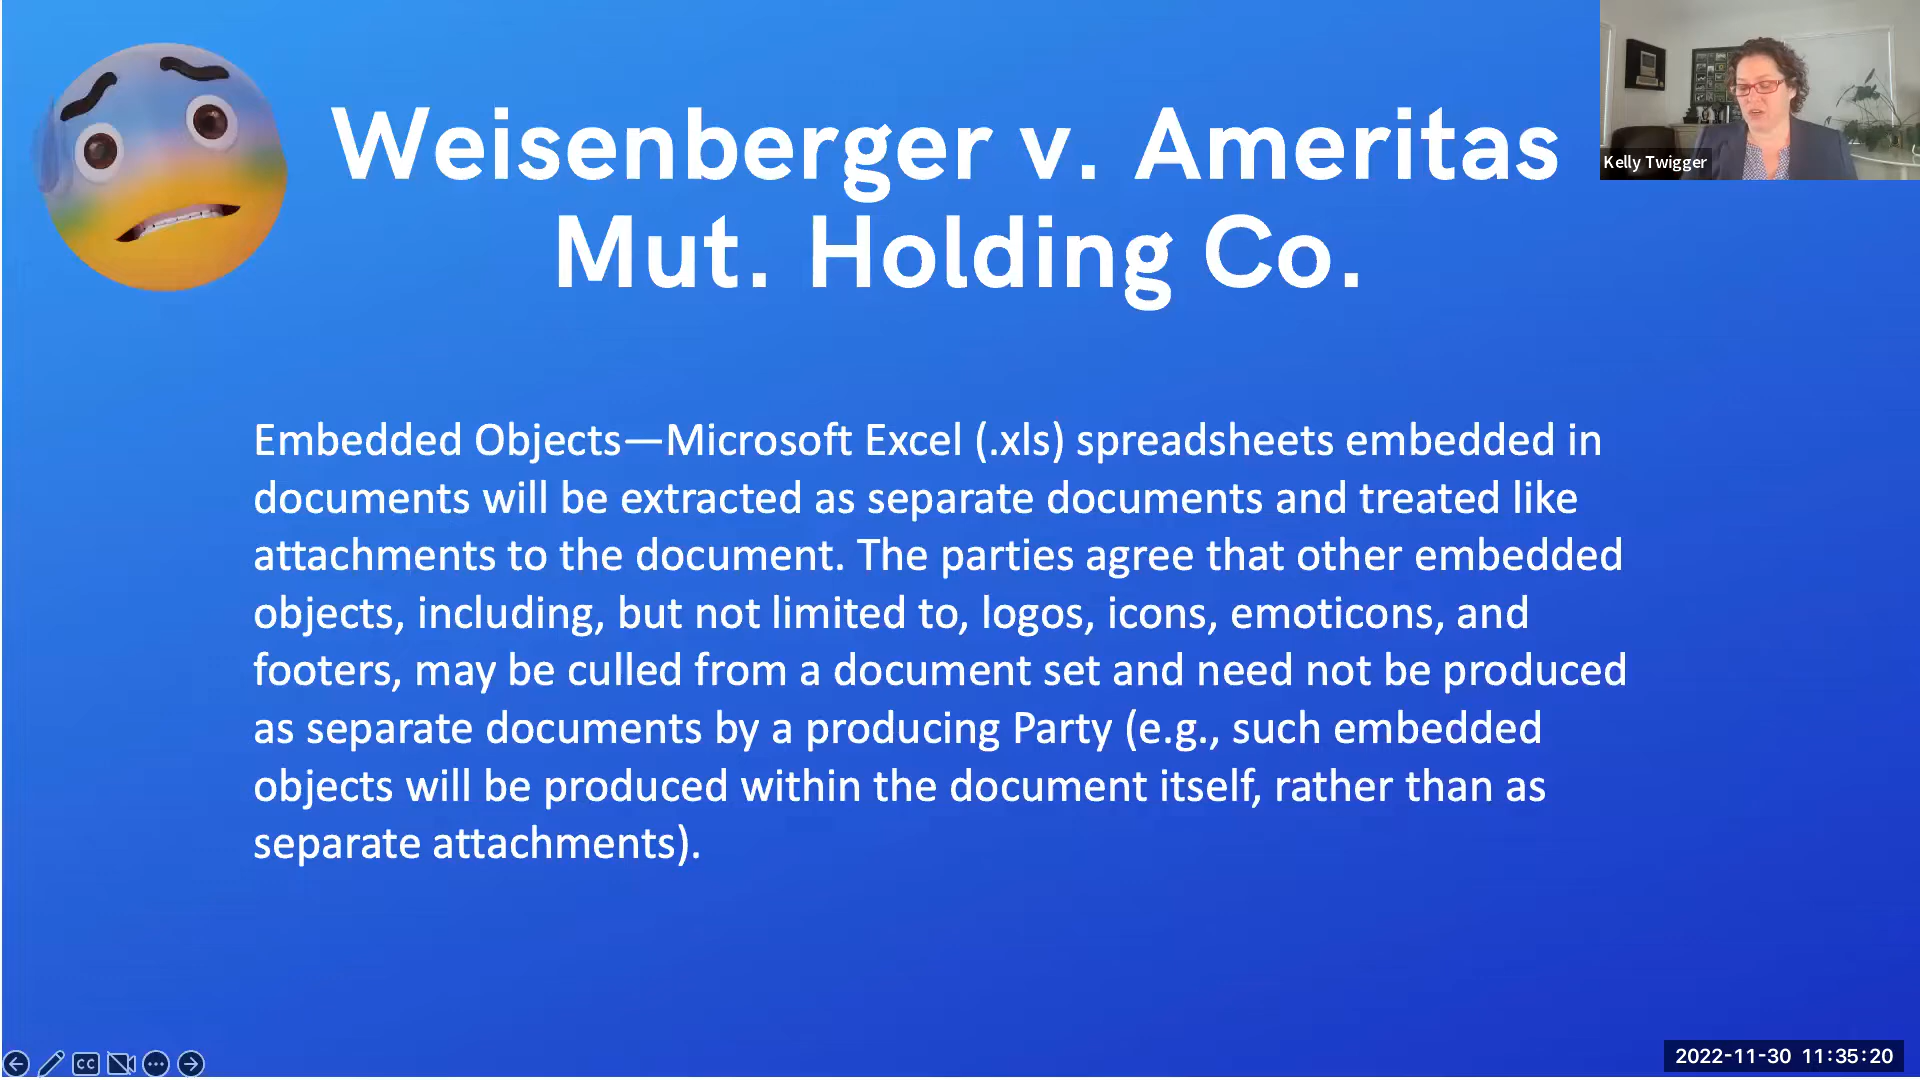 Weisenberger v. Ameritas
Mut. Holding Co.
Kelly Twigger
Embedded Objects—Microsoft Excel (.xls) spreadsheets embedded in
documents will be extracted as separate documents and treated like
attachments to the document. The parties agree that other embedded
objects, including, but not limited to, logos, icons, emoticons, and
footers, may be culled from a document set and need not be produced
as separate documents by a producing Party (e.g., such embedded
objects will be produced within the document itself, rather than as
separate attachments).
CC
2022-11-30 11:35:20